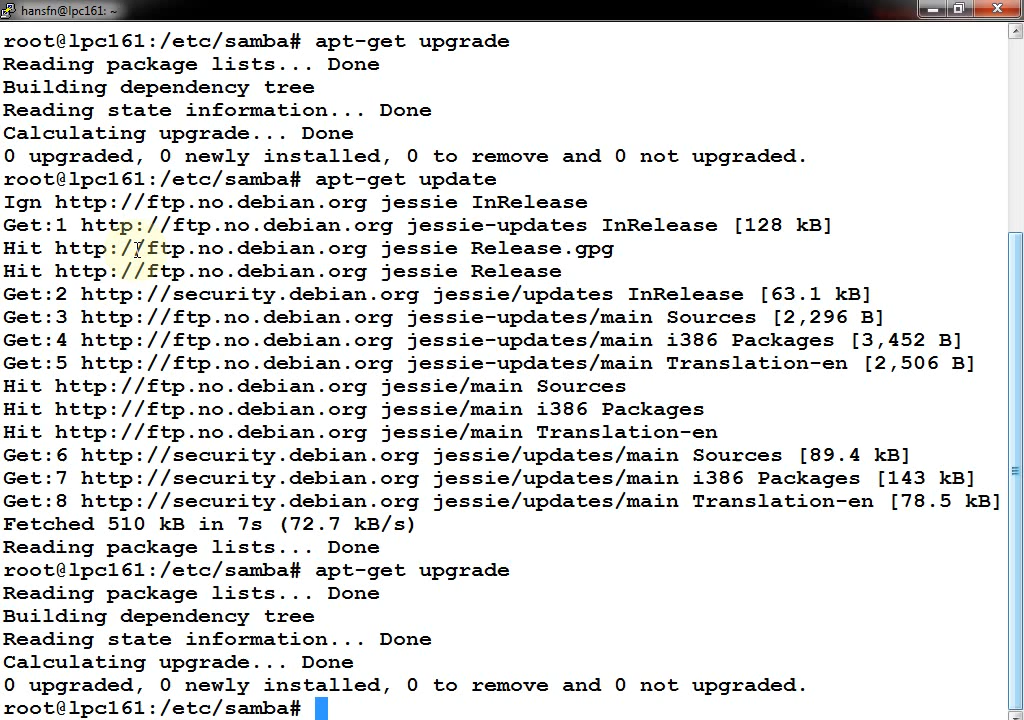 hansfn@lpc161: ~
root@lpc161:/etc/samba# apt-get upgrade
Reading package lists... Done
Building dependency tree
Reading state information... Done
Calculating upgrade... Done
0 upgraded, 0 newly installed, 0 to remove and 0 not upgraded.
root@lpc161:/etc/samba# apt-get update
Ign http://ftp.no.debian.org jessie InRelease
Get:1 http://ftp.no.debian.org jessie-updates InRelease [128 kB]
Hit http://ftp.no.debian.org jessie Release.gpg
Hit http://ftp.no.debian.org jessie Release
Get:2 http://security.debian.org jessie/updates InRelease [63.1 kB]
Get:3 http://ftp.no.debian.org jessie-updates/main Sources [2,296 B]
Get:4 http://ftp.no.debian.org jessie-updates/main i386 Packages [3,452 B]
Get:5 http://ftp.no.debian.org jessie-updates/main Translation-en [2,506 B]
Hit http://ftp.no.debian.org jessie/main Sources
Hit http://ftp.no.debian.org jessie/main i386 Packages
Hit http://ftp.no.debian.org jessie/main Translation-en
Get:6 http://security.debian.org jessie/updates/main Sources [89.4 kB]
Get:7 http://security.debian.org jessie/updates/main i386 Packages [143 kB]
Get:8 http://security.debian.org jessie/updates/main Translation-en [78.5 kB]
Fetched 510 kB in 7s (72.7 kB/s)
Reading package lists... Done
root@lpc161:/etc/samba# apt-get upgrade
Reading package lists... Done
Building dependency tree
Reading state information... Done
Calculating upgrade... Done
0 upgraded, 0 newly installed, 0 to remove and 0 not upgraded.
root@lpc161:/etc/samba#